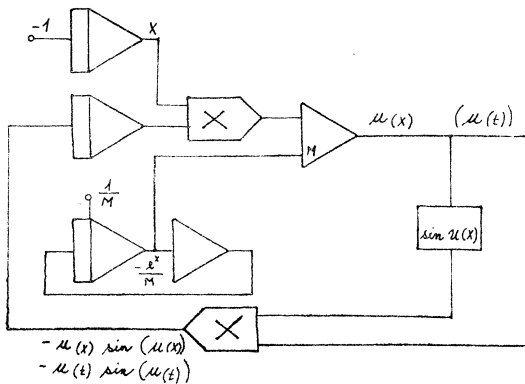 -1
x
u(x) (u(t))
M
1
M
-e^x
M
sin u(x)
- u(x) sin (u(x))
- u(t) sin (u(t))